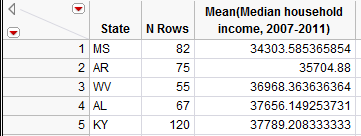 Mean(Median household
State N Rows income, 2007-2011)
1 MS 82 34303.585365854
2 AR 75 35704.88
3 WV 55 36968.363636364
4 AL 67 37656.149253731
5 KY 120 37789.208333333